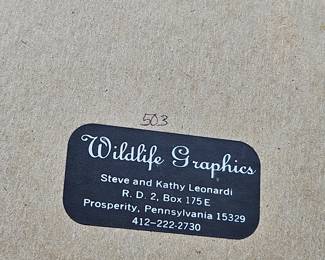 503
Wildlife Graphics
Steve and Kathy Leonardi
R. D. 2, Box 175 E
Prosperity, Pennsylvania 15329
412-222-2730